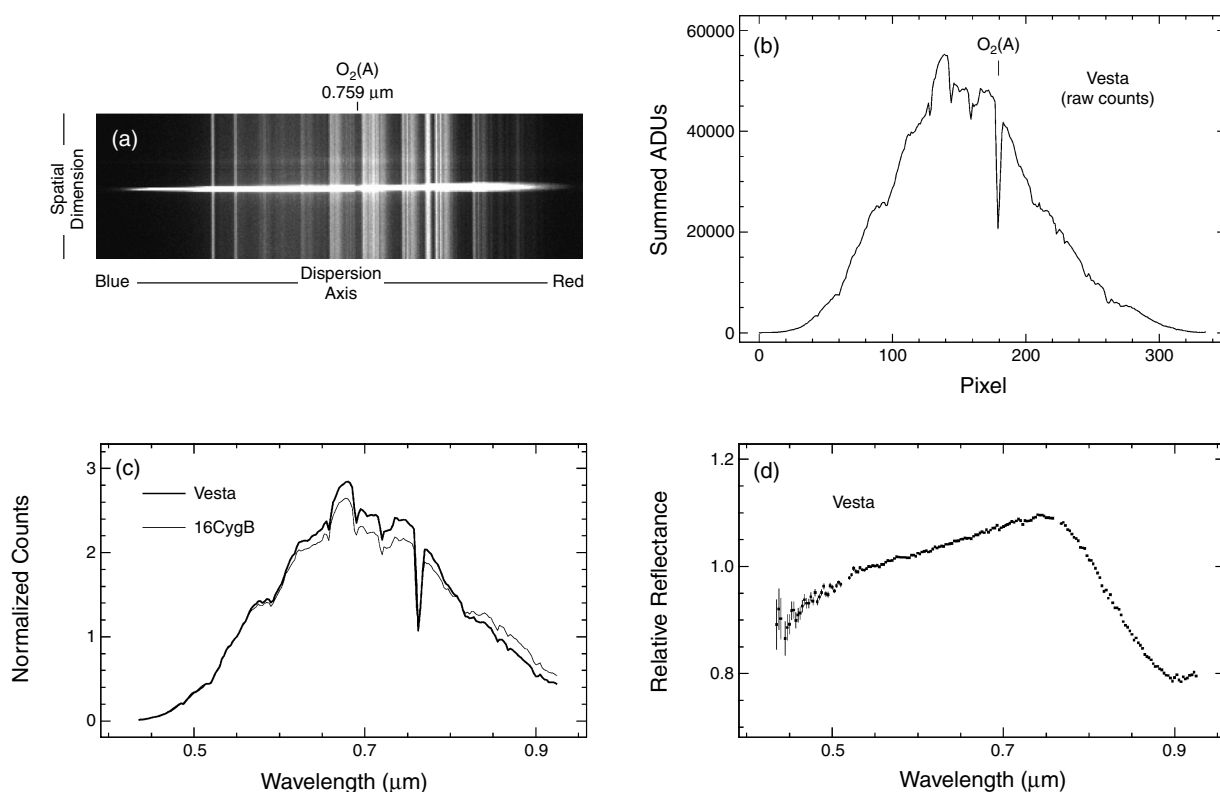 O₂(A)
0.759 μm
(a)
Spatial
Dimension
Blue
Dispersion
Axis
Red
(b)
O₂(A)
Vesta
(raw counts)
60000
40000
20000
0
Summed ADUs
0
100
200
300
Pixel
(c)
Vesta
16CygB
3
2
1
0
Normalized Counts
0.5
0.7
0.9
Wavelength (μm)
(d)
Vesta
1.2
1.0
0.8
Relative Reflectance
0.5
0.7
0.9
Wavelength (μm)